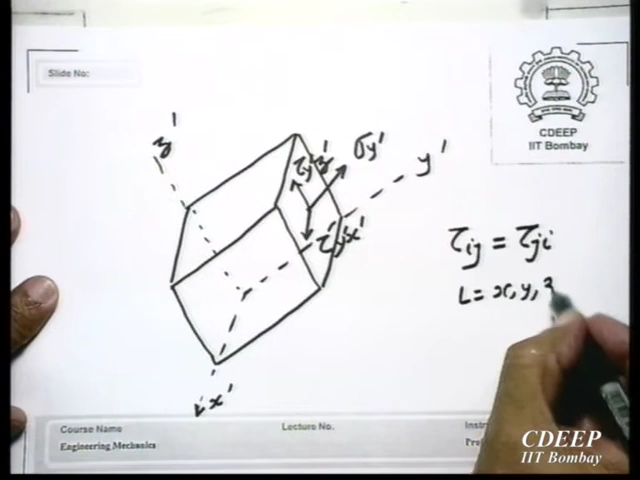 Slide No:
CDEEP
IIT Bombay
z'
τy'z'
σy'
y'
τy'x'
τij = τji
i = x, y, z
x'
Course Name
Lecture No.
Engineering Mechanics
CDEEP
IIT Bombay